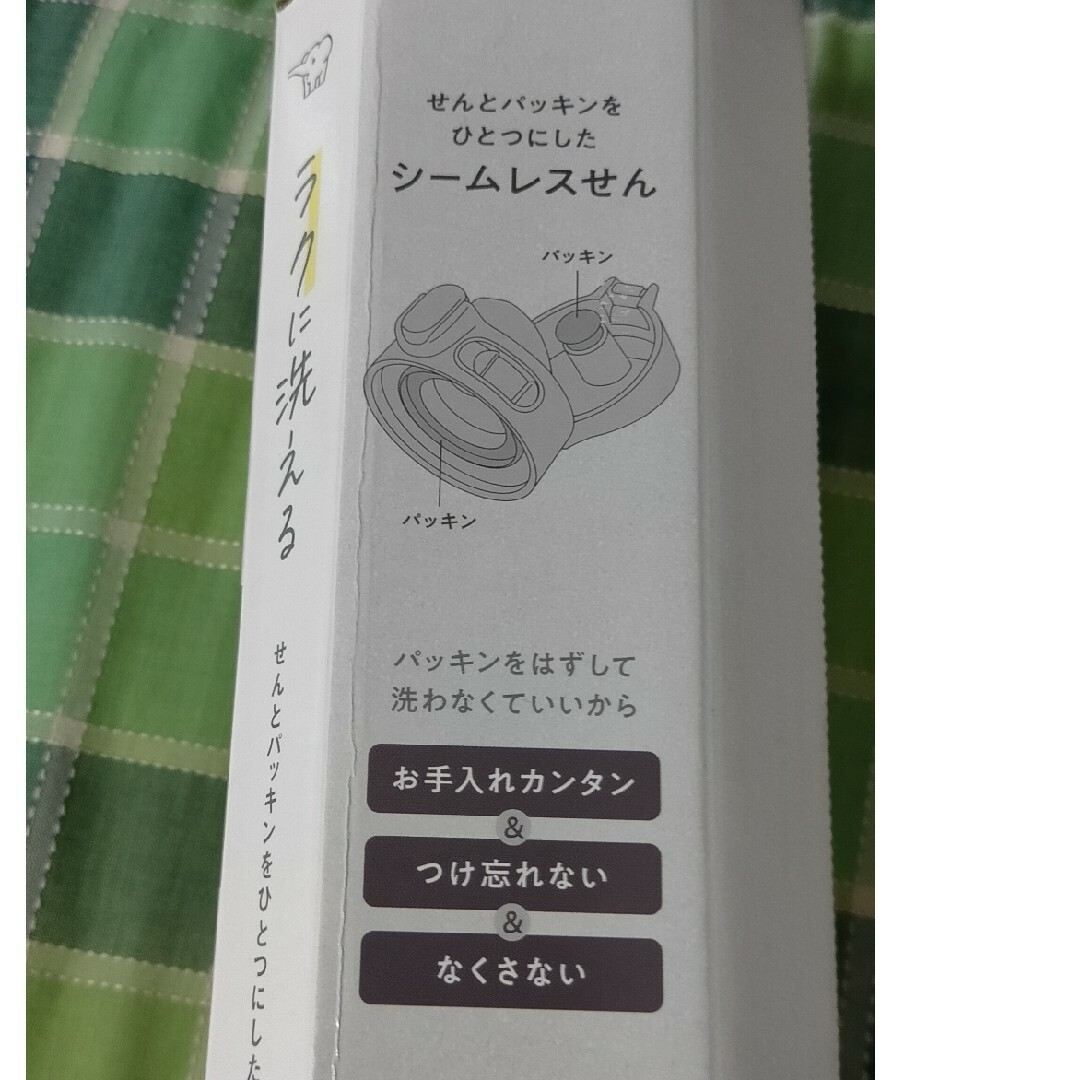 ラクに洗える
せんとパッキンをひとつにした
せんとパッキンを
ひとつにした
シームレスせん
パッキン
パッキン
パッキンをはずして
洗わなくていいから
お手入れカンタン
&
つけ忘れない
&
なくさない